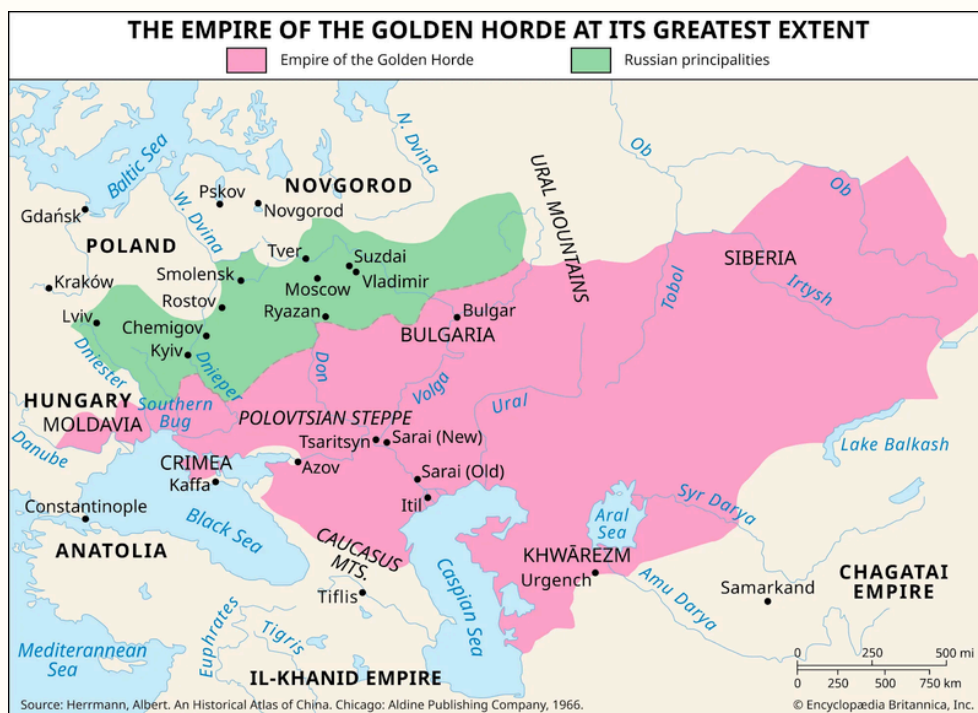 THE EMPIRE OF THE GOLDEN HORDE AT ITS GREATEST EXTENT
Empire of the Golden Horde
Russian principalities
N. Dvina
Ob
Baltic Sea
URAL MOUNTAINS
Pskov
NOVGOROD
Ob
Gdańsk
W. Dvina
Novgorod
POLAND
Tver
Suzdai
SIBERIA
Smolensk
Vladimir
Kraków
Moscow
Tobol
Irtysh
Rostov
Lviv
Ryazan
Bulgar
Chemigov
BULGARIA
Kyiv
Dniester
Dnieper
Don
Volga
HUNGARY
Southern
Bug
Ural
MOLDAVIA
POLOVTSIAN STEPPE
Danube
Tsaritsyn
Sarai (New)
Lake Balkash
CRIMEA
Azov
Sarai (Old)
Kaffa
Itil
Syr Darya
Constantinople
Black Sea
Aral
Sea
ANATOLIA
CAUCASUS
MTS.
KHWĀREZM
Urgench
Caspian Sea
Amu Darya
CHAGATAI
EMPIRE
Tiflis
Samarkand
Euphrates
Tigris
Mediterannean
Sea
IL-KHANID EMPIRE
0 250 500 mi
0 250 500 750 km
Source: Herrmann, Albert. An Historical Atlas of China. Chicago: Aldine Publishing Company, 1966.
© Encyclopædia Britannica, Inc.